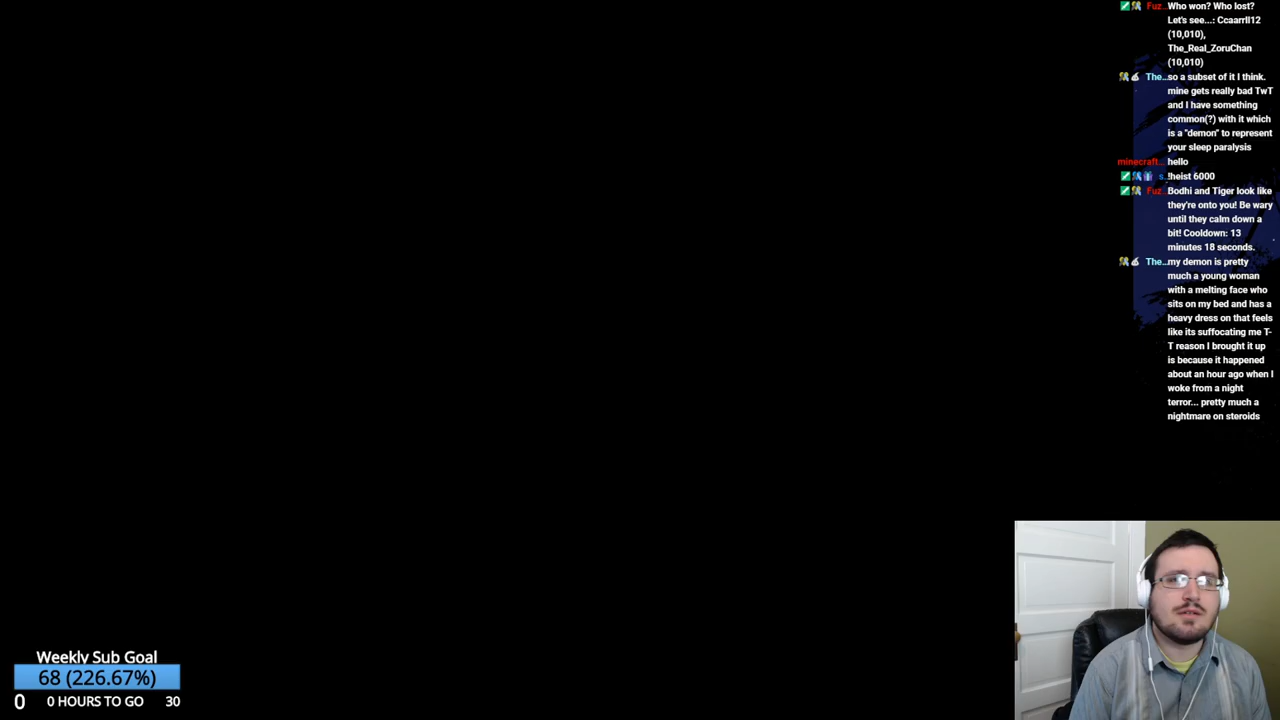 Fuz… Who won? Who lost?
Let's see...: Ccaarrll12
(10,010),
The_Real_ZoruChan
(10,010)
The… so a subset of it I think.
mine gets really bad TwT
and I have something
common(?) with it which
is a "demon" to represent
your sleep paralysis
minecraft… hello
s… !heist 6000
Fuz… Bodhi and Tiger look like
they're onto you! Be wary
until they calm down a
bit! Cooldown: 13
minutes 18 seconds.
The… my demon is pretty
much a young woman
with a melting face who
sits on my bed and has a
heavy dress on that feels
like its suffocating me T-
T reason I brought it up
is because it happened
about an hour ago when I
woke from a night
terror... pretty much a
nightmare on steroids
Weekly Sub Goal
68 (226.67%)
0 0 HOURS TO GO 30